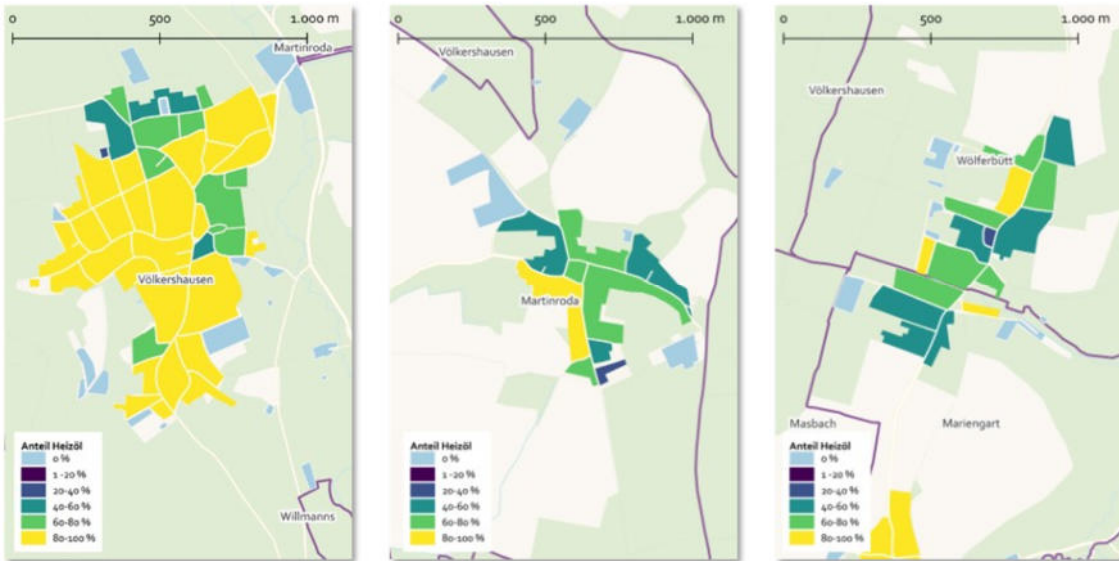 0 500 1.000 m
Martinroda
Völkershausen
Willmanns
Anteil Heizöl
0 %
1 -20 %
20-40 %
40-60 %
60-80 %
80-100 %
0 500 1.000 m
Völkershausen
Martinroda
Anteil Heizöl
0 %
1 -20 %
20-40 %
40-60 %
60-80 %
80-100 %
0 500 1.000 m
Völkershausen
Wölferbütt
Masbach
Mariengart
Anteil Heizöl
0 %
1 -20 %
20-40 %
40-60 %
60-80 %
80-100 %